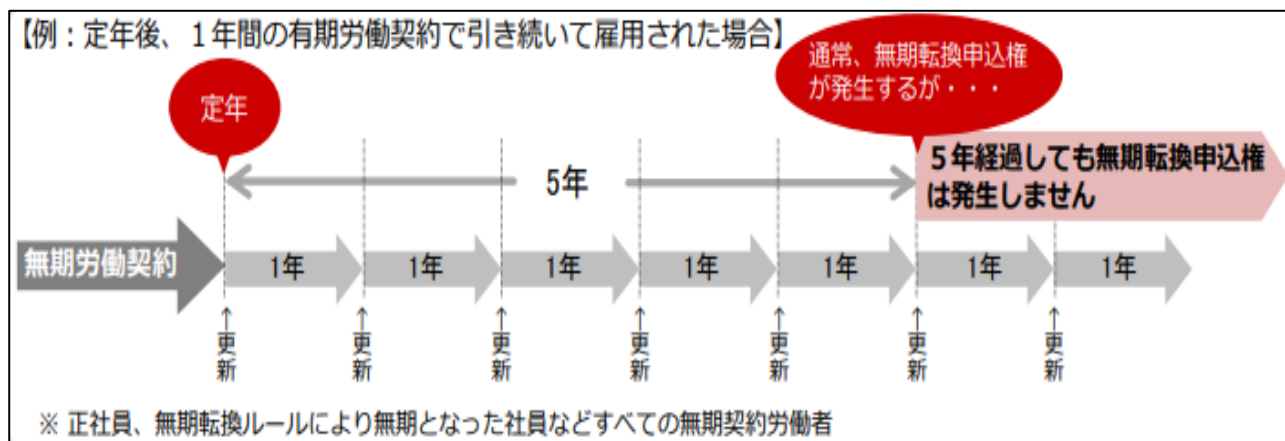 【例：定年後、１年間の有期労働契約で引き続いて雇用された場合】
定年
通常、無期転換申込権
が発生するが・・・
5年
５年経過しても無期転換申込権
は発生しません
無期労働契約
1年
1年
1年
1年
1年
1年
1年
↑更新
↑更新
↑更新
↑更新
↑更新
↑更新
↑更新
※ 正社員、無期転換ルールにより無期となった社員などすべての無期契約労働者